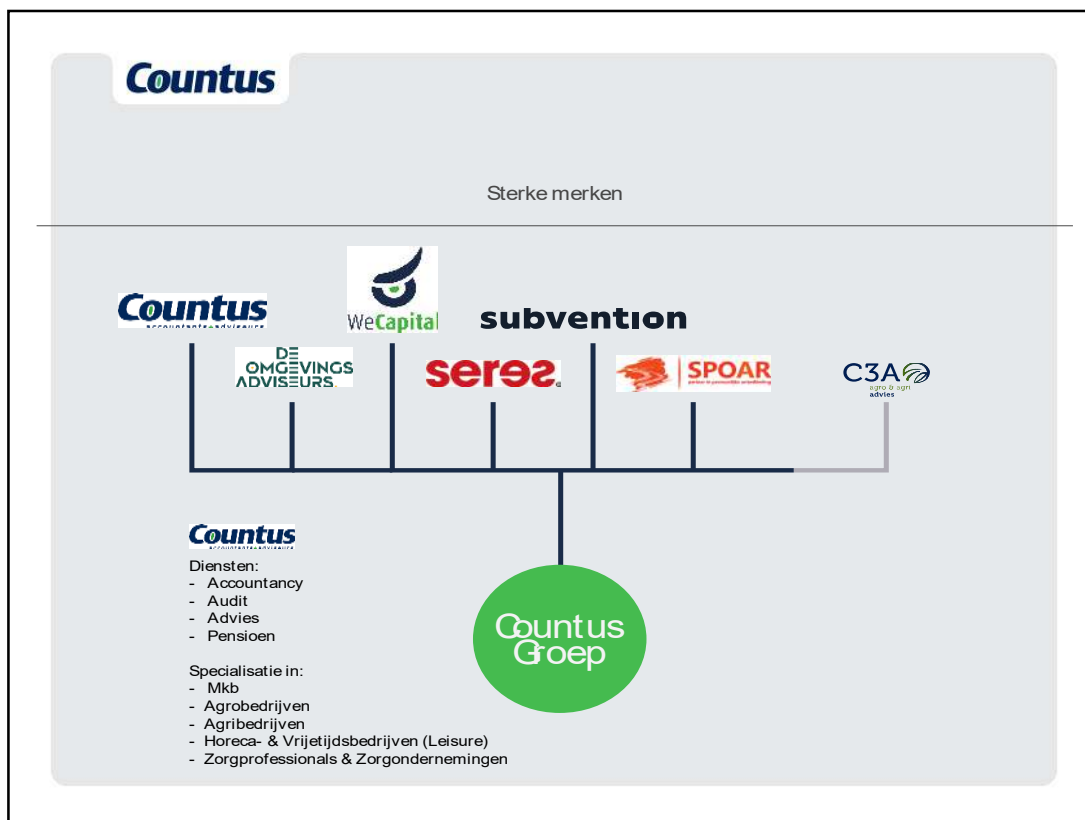 Countus
Sterke merken
Countus
accountants+adviseurs
DE
OMGEVINGS
ADVISEURS.
WeCapital
seres
subvention
SPOAR
C3A
agro & agri
advies
Countus
accountants+adviseurs
Diensten:
- Accountancy
- Audit
- Advies
- Pensioen
Specialisatie in:
- Mkb
- Agrobedrijven
- Agribedrijven
- Horeca- & Vrijetijdsbedrijven (Leisure)
- Zorgprofessionals & Zorgondernemingen
Countus
Groep